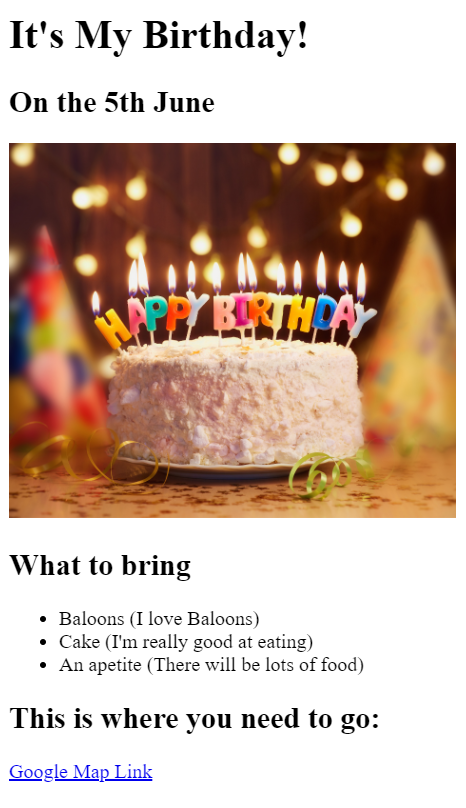 It's My Birthday!
On the 5th June
HAPPY BIRTHDAY
What to bring
Baloons (I love Baloons)
Cake (I'm really good at eating)
An apetite (There will be lots of food)
This is where you need to go:
Google Map Link